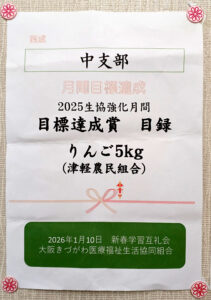 中支部
月間目標達成
2025生協強化月間
目標達成賞　目録
りんご5kg
(津軽農民組合)
2026年1月10日　新春学習互礼会
大阪きづがわ医療福祉生活協同組合